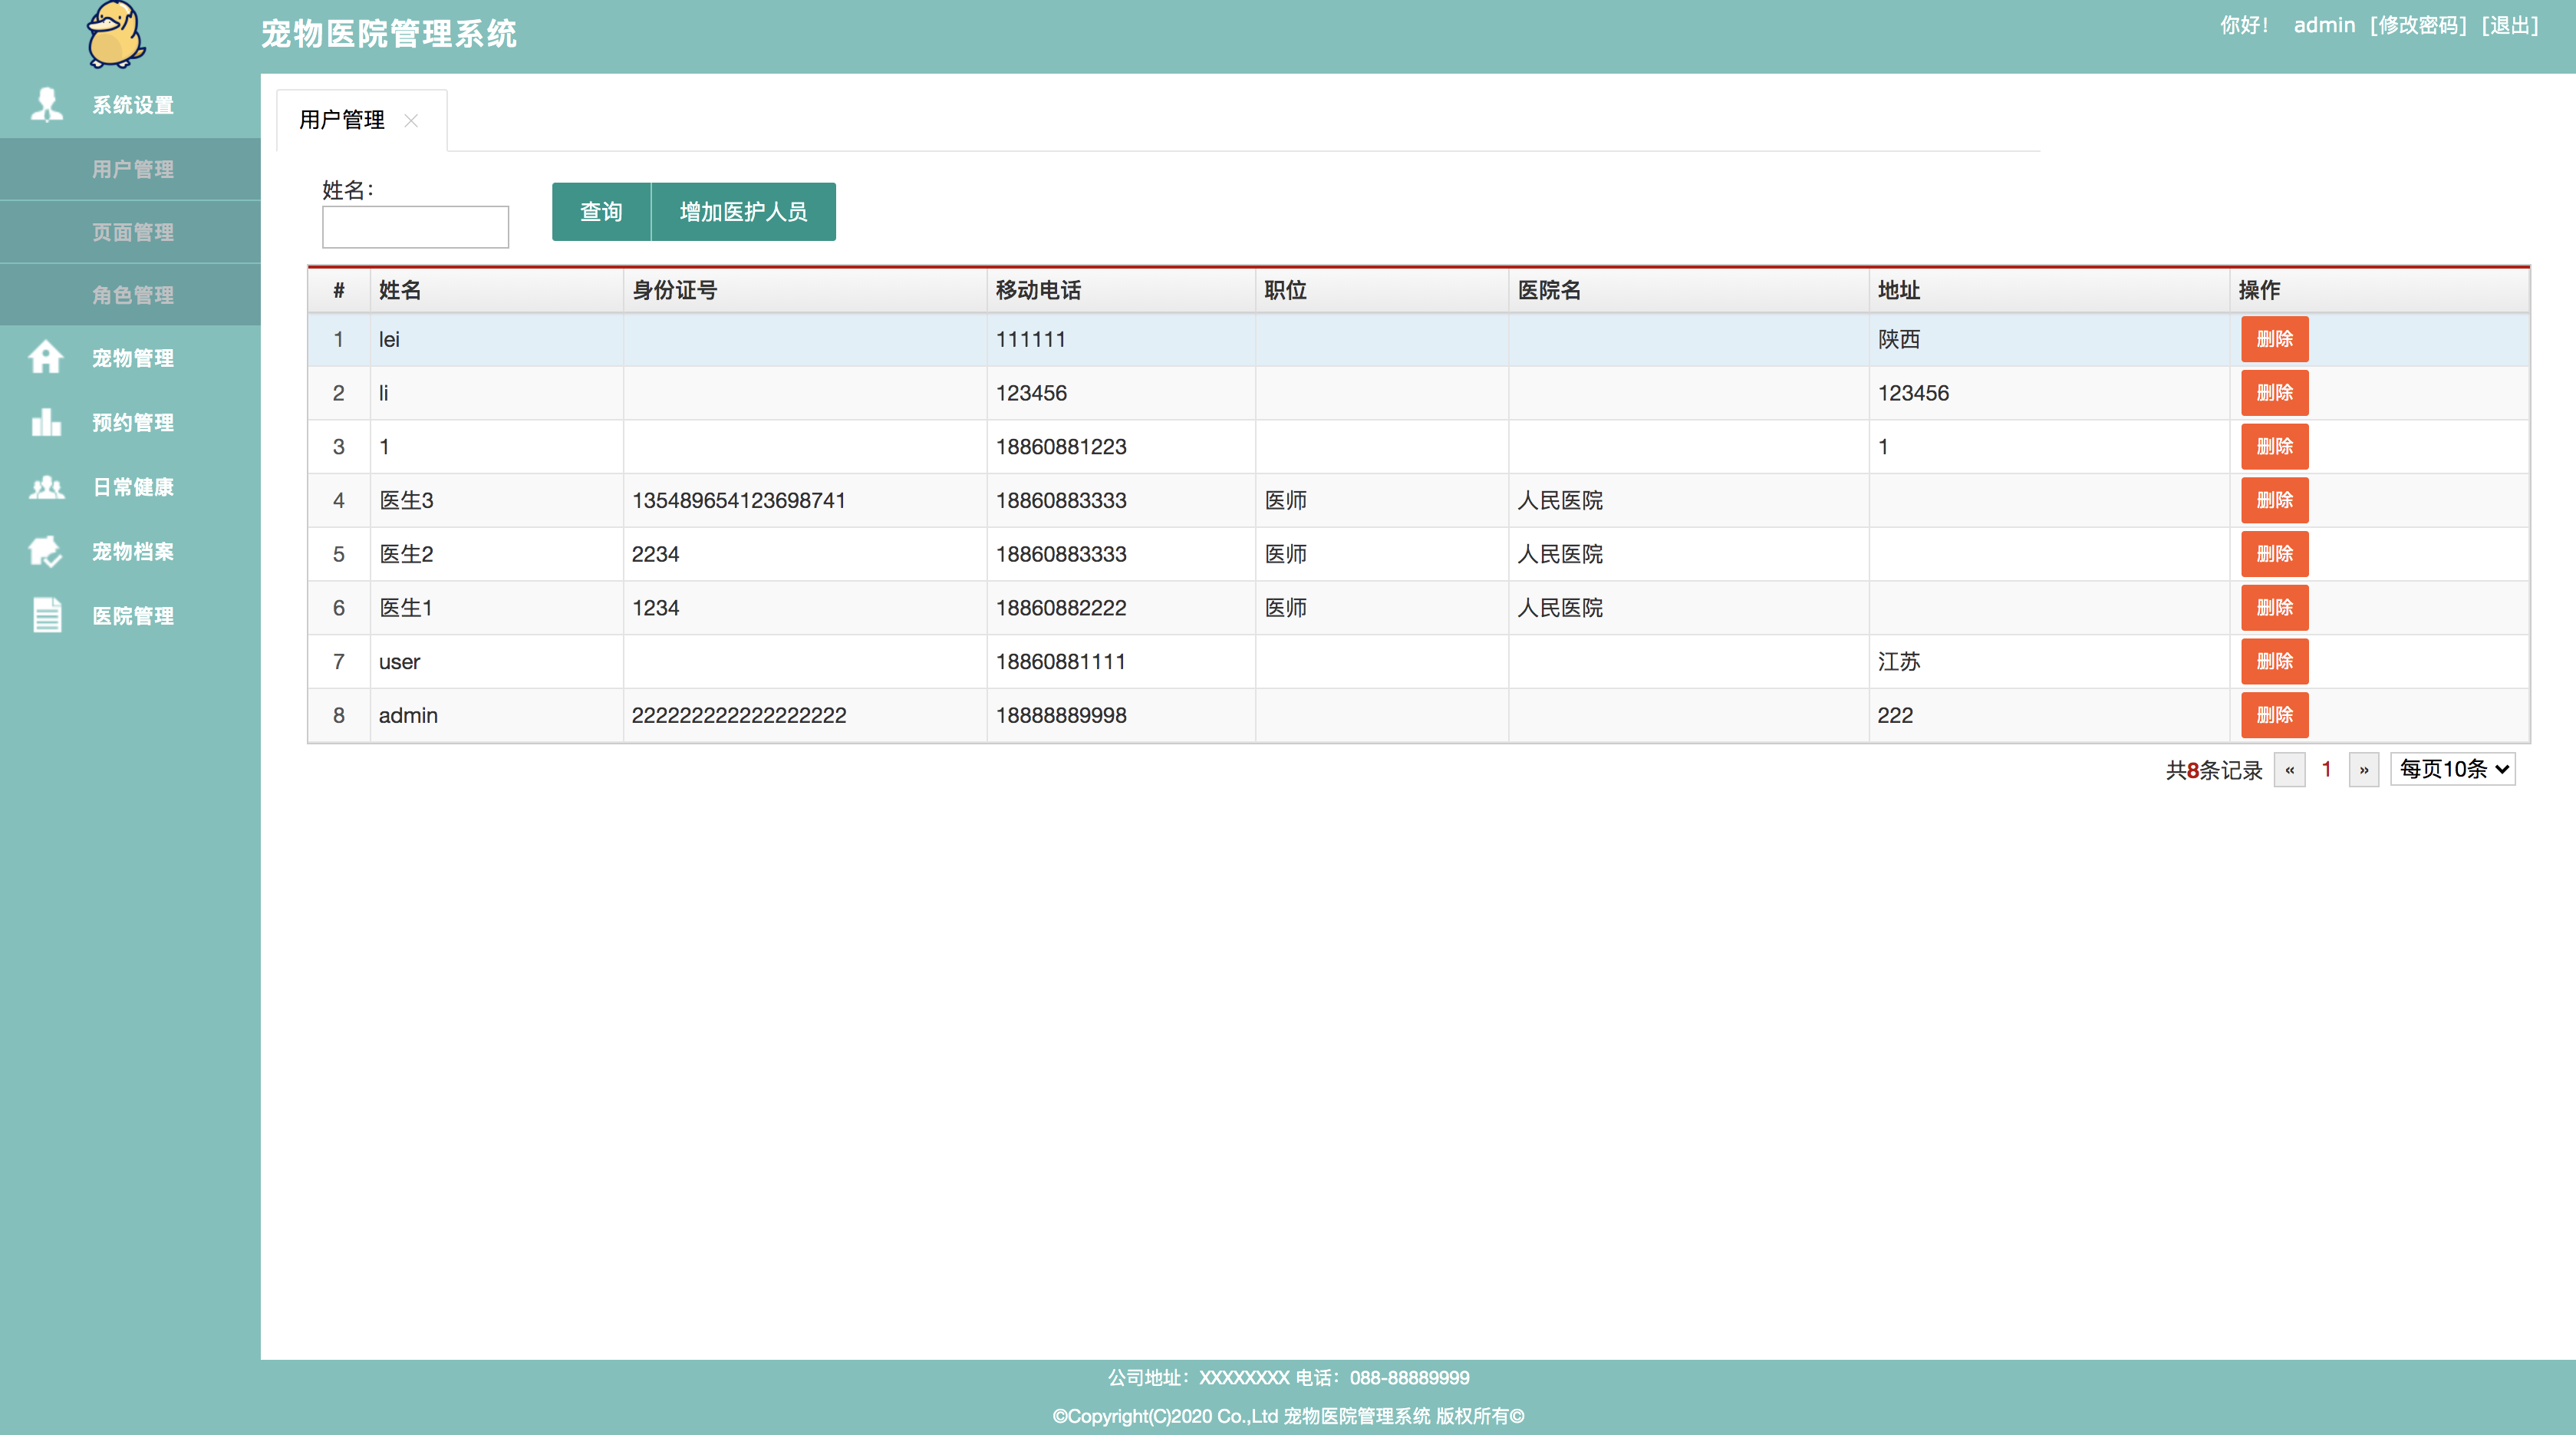 宠物医院管理系统
你好！ admin [修改密码] [退出]
系统设置
用户管理
页面管理
角色管理
宠物管理
预约管理
日常健康
宠物档案
医院管理
用户管理 ×
姓名：
查询 增加医护人员
# 姓名 身份证号 移动电话 职位 医院名 地址 操作
1 lei 111111 陕西 删除
2 li 123456 123456 删除
3 1 18860881223 1 删除
4 医生3 135489654123698741 18860883333 医师 人民医院 删除
5 医生2 2234 18860883333 医师 人民医院 删除
6 医生1 1234 18860882222 医师 人民医院 删除
7 user 18860881111 江苏 删除
8 admin 222222222222222222 18888889998 222 删除
共8条记录 « 1 » 每页10条
公司地址：XXXXXXXX 电话：088-88889999
©Copyright(C)2020 Co.,Ltd 宠物医院管理系统 版权所有©